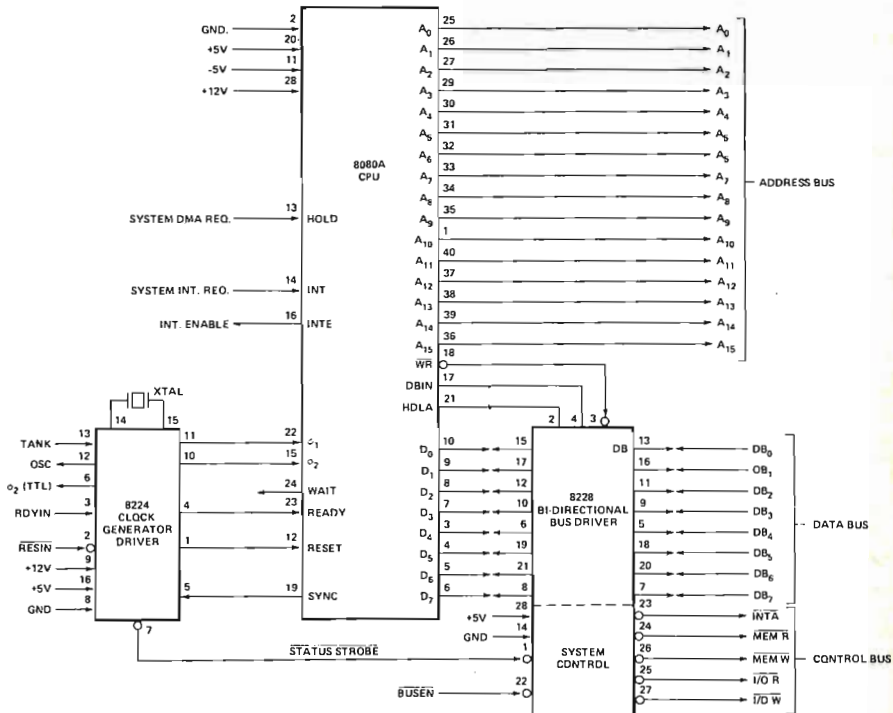 2
GND.
20
+5V
11
-5V
28
+12V
8080A
CPU
A0 25 A0
A1 26 A1
A2 27 A2
A3 29 A3
A4 30 A4
A5 31 A5
A6 32
A7 33 A7
A8 34 A8
A9 35 A9
A10 1 A10
A11 40 A11
A12 37 A12
A13 38 A13
A14 39 A14
A15 36 A15
ADDRESS BUS
SYSTEM DMA REQ. 13 HOLD
SYSTEM INT. REQ. 14 INT
INT. ENABLE 16 INTE
WR 18
DBIN 17
HDLA 21
2 4 3
XTAL
14 15
TANK 13
OSC 12
ø2 (TTL) 6
RDYIN 3
RESIN 2
+12V 9
+5V 16
GND 8
8224
CLOCK
GENERATOR
DRIVER
11 22 ø1
10 15 ø2
24 WAIT
4 23 READY
1 12 RESET
5 19 SYNC
7
STATUS STROBE 1
D0 10 15
D1 9 17
D2 8 12
D3 7 10
D4 3 6
D5 4 19
D6 5 21
D7 6 8
8228
BI-DIRECTIONAL
BUS DRIVER
DB 13 DB0
16 OB1
11 DB2
9 DB3
5 DB4
18 DB5
20 DB6
7 DB7
DATA BUS
+5V 28
GND 14
BUSEN 22
SYSTEM
CONTROL
23 INTA
24 MEM R
26 MEM W
25 I/O R
27 I/D W
CONTROL BUS